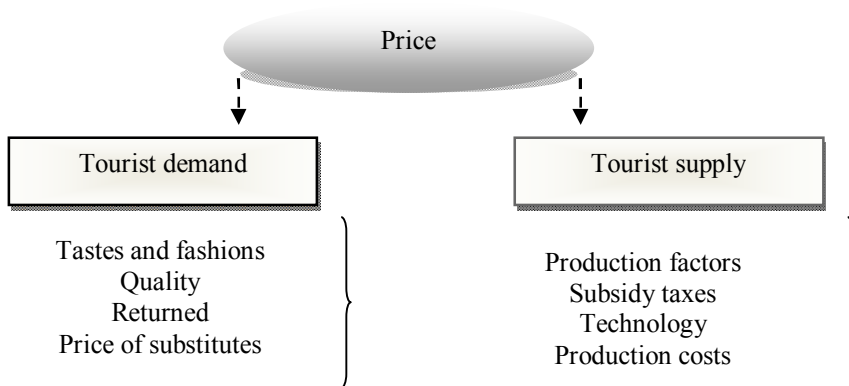 Price
Tourist demand
Tourist supply
Tastes and fashions
Quality
Returned
Price of substitutes
Production factors
Subsidy taxes
Technology
Production costs